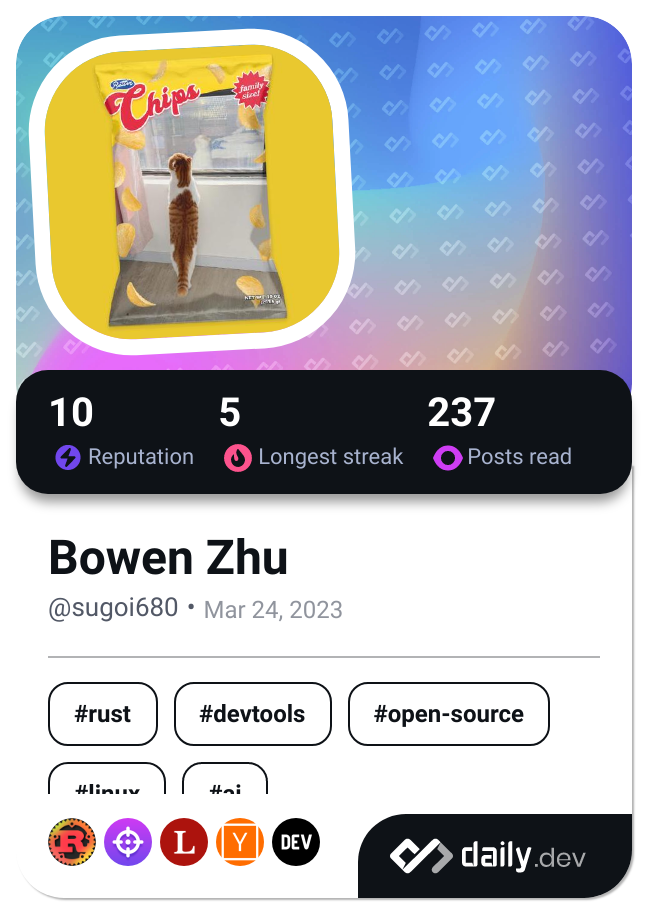 Better
Chips
family
size!
10
5
237
Reputation
Longest streak
Posts read
Bowen Zhu
@sugoi680 • Mar 24, 2023
#rust
#devtools
#open-source
#linux
#ai
R
L
Y
DEV
daily.dev